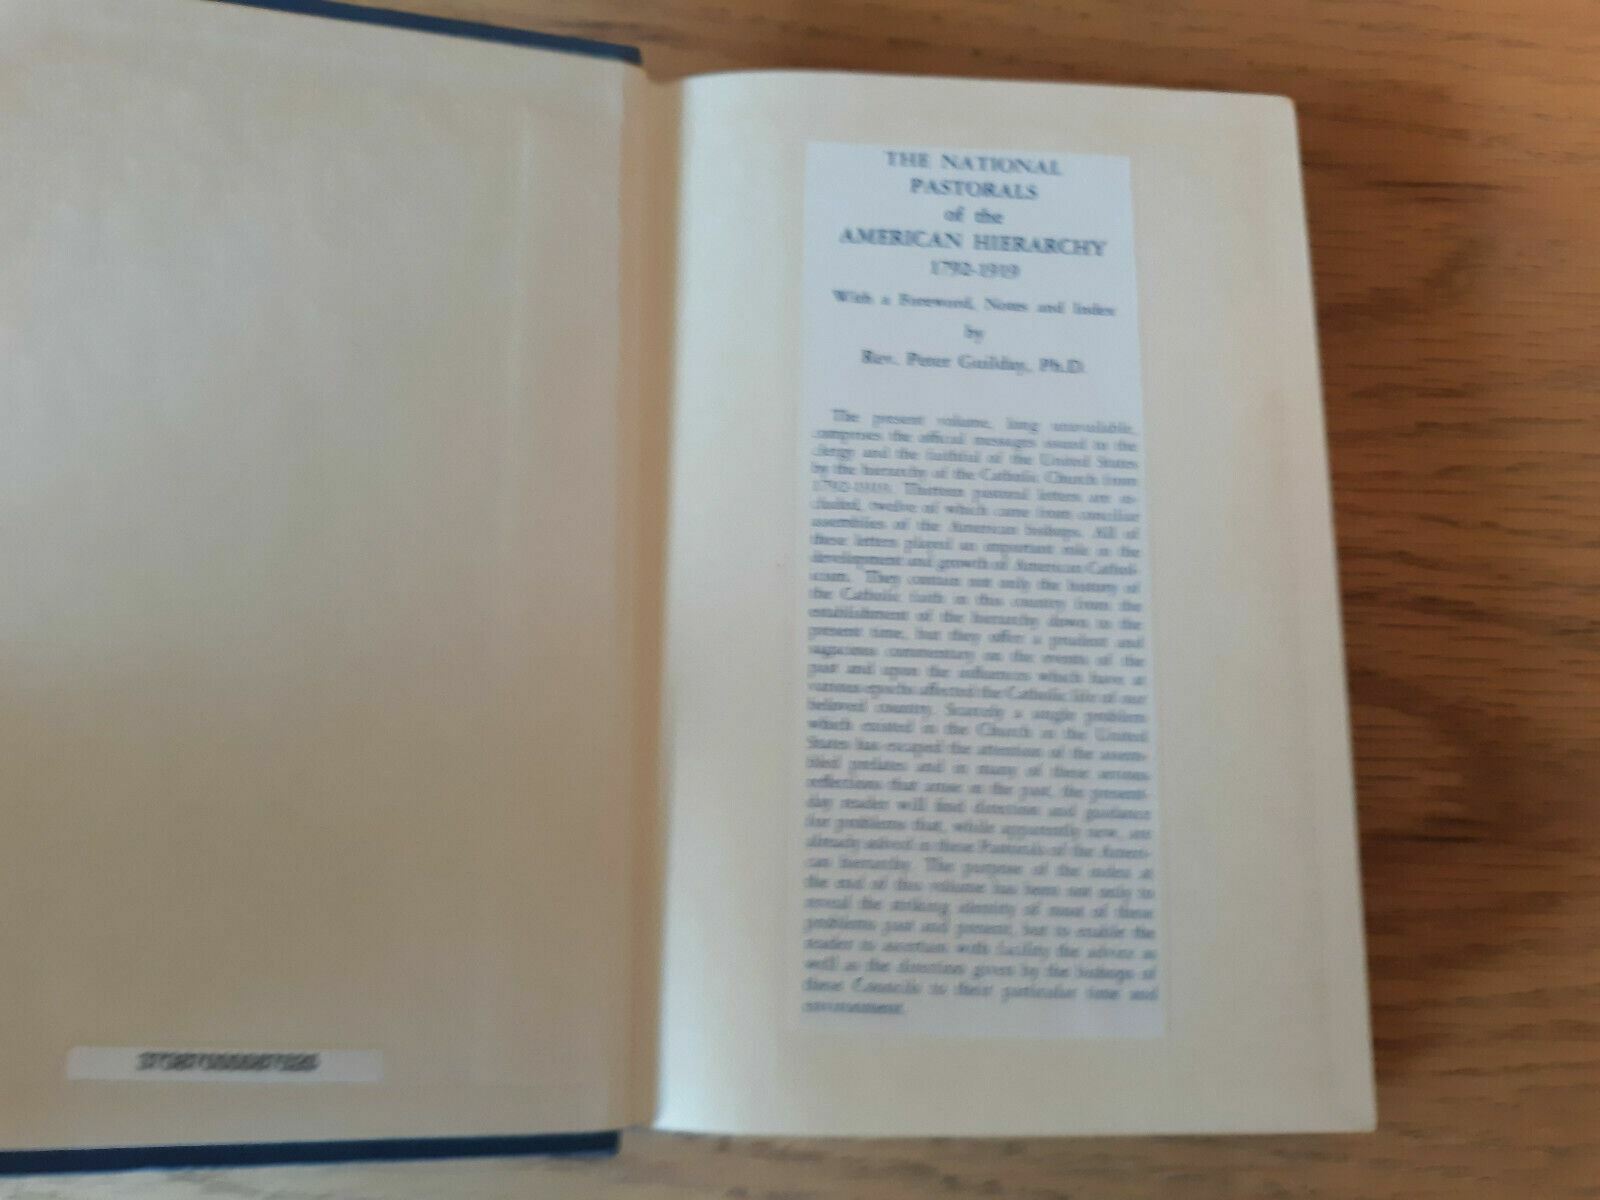 THE NATIONAL
PASTORALS
of the
AMERICAN HIERARCHY
1792-1919
With a Foreword, Notes and Index
by
Rev. Peter Guilday, Ph.D.
The present volume, long unavailable,
comprises the official messages issued to the
clergy and the faithful of the United States
by the hierarchy of the Catholic Church from
1792-1919. Thirteen pastoral letters are in-
cluded, twelve of which came from conciliar
assemblies of the American bishops. All of
these letters played an important role in the
development and growth of American Cathol-
icism. They contain not only the history of
the Catholic faith in this country from the
establishment of the hierarchy down to the
present time, but they offer a prudent and
sagacious commentary on the events of the
past and upon the influences which have at
various epochs affected the Catholic life of our
beloved country. Scarcely a single problem
which existed in the Church in the United
States has escaped the attention of the assem-
bled prelates and in many of these
reflections that arise in the past, the present-
day reader will find direction and guidance
for problems that, while apparently new, are
already solved in these Pastorals of the Ameri-
can hierarchy. The purpose of the index at
the end of this volume has been not only to
reveal the striking identity of most of these
problems past and present, but to enable the
reader to ascertain with facility the advice as
well as the direction given by the bishops of
these Councils to their particular time and
environment.